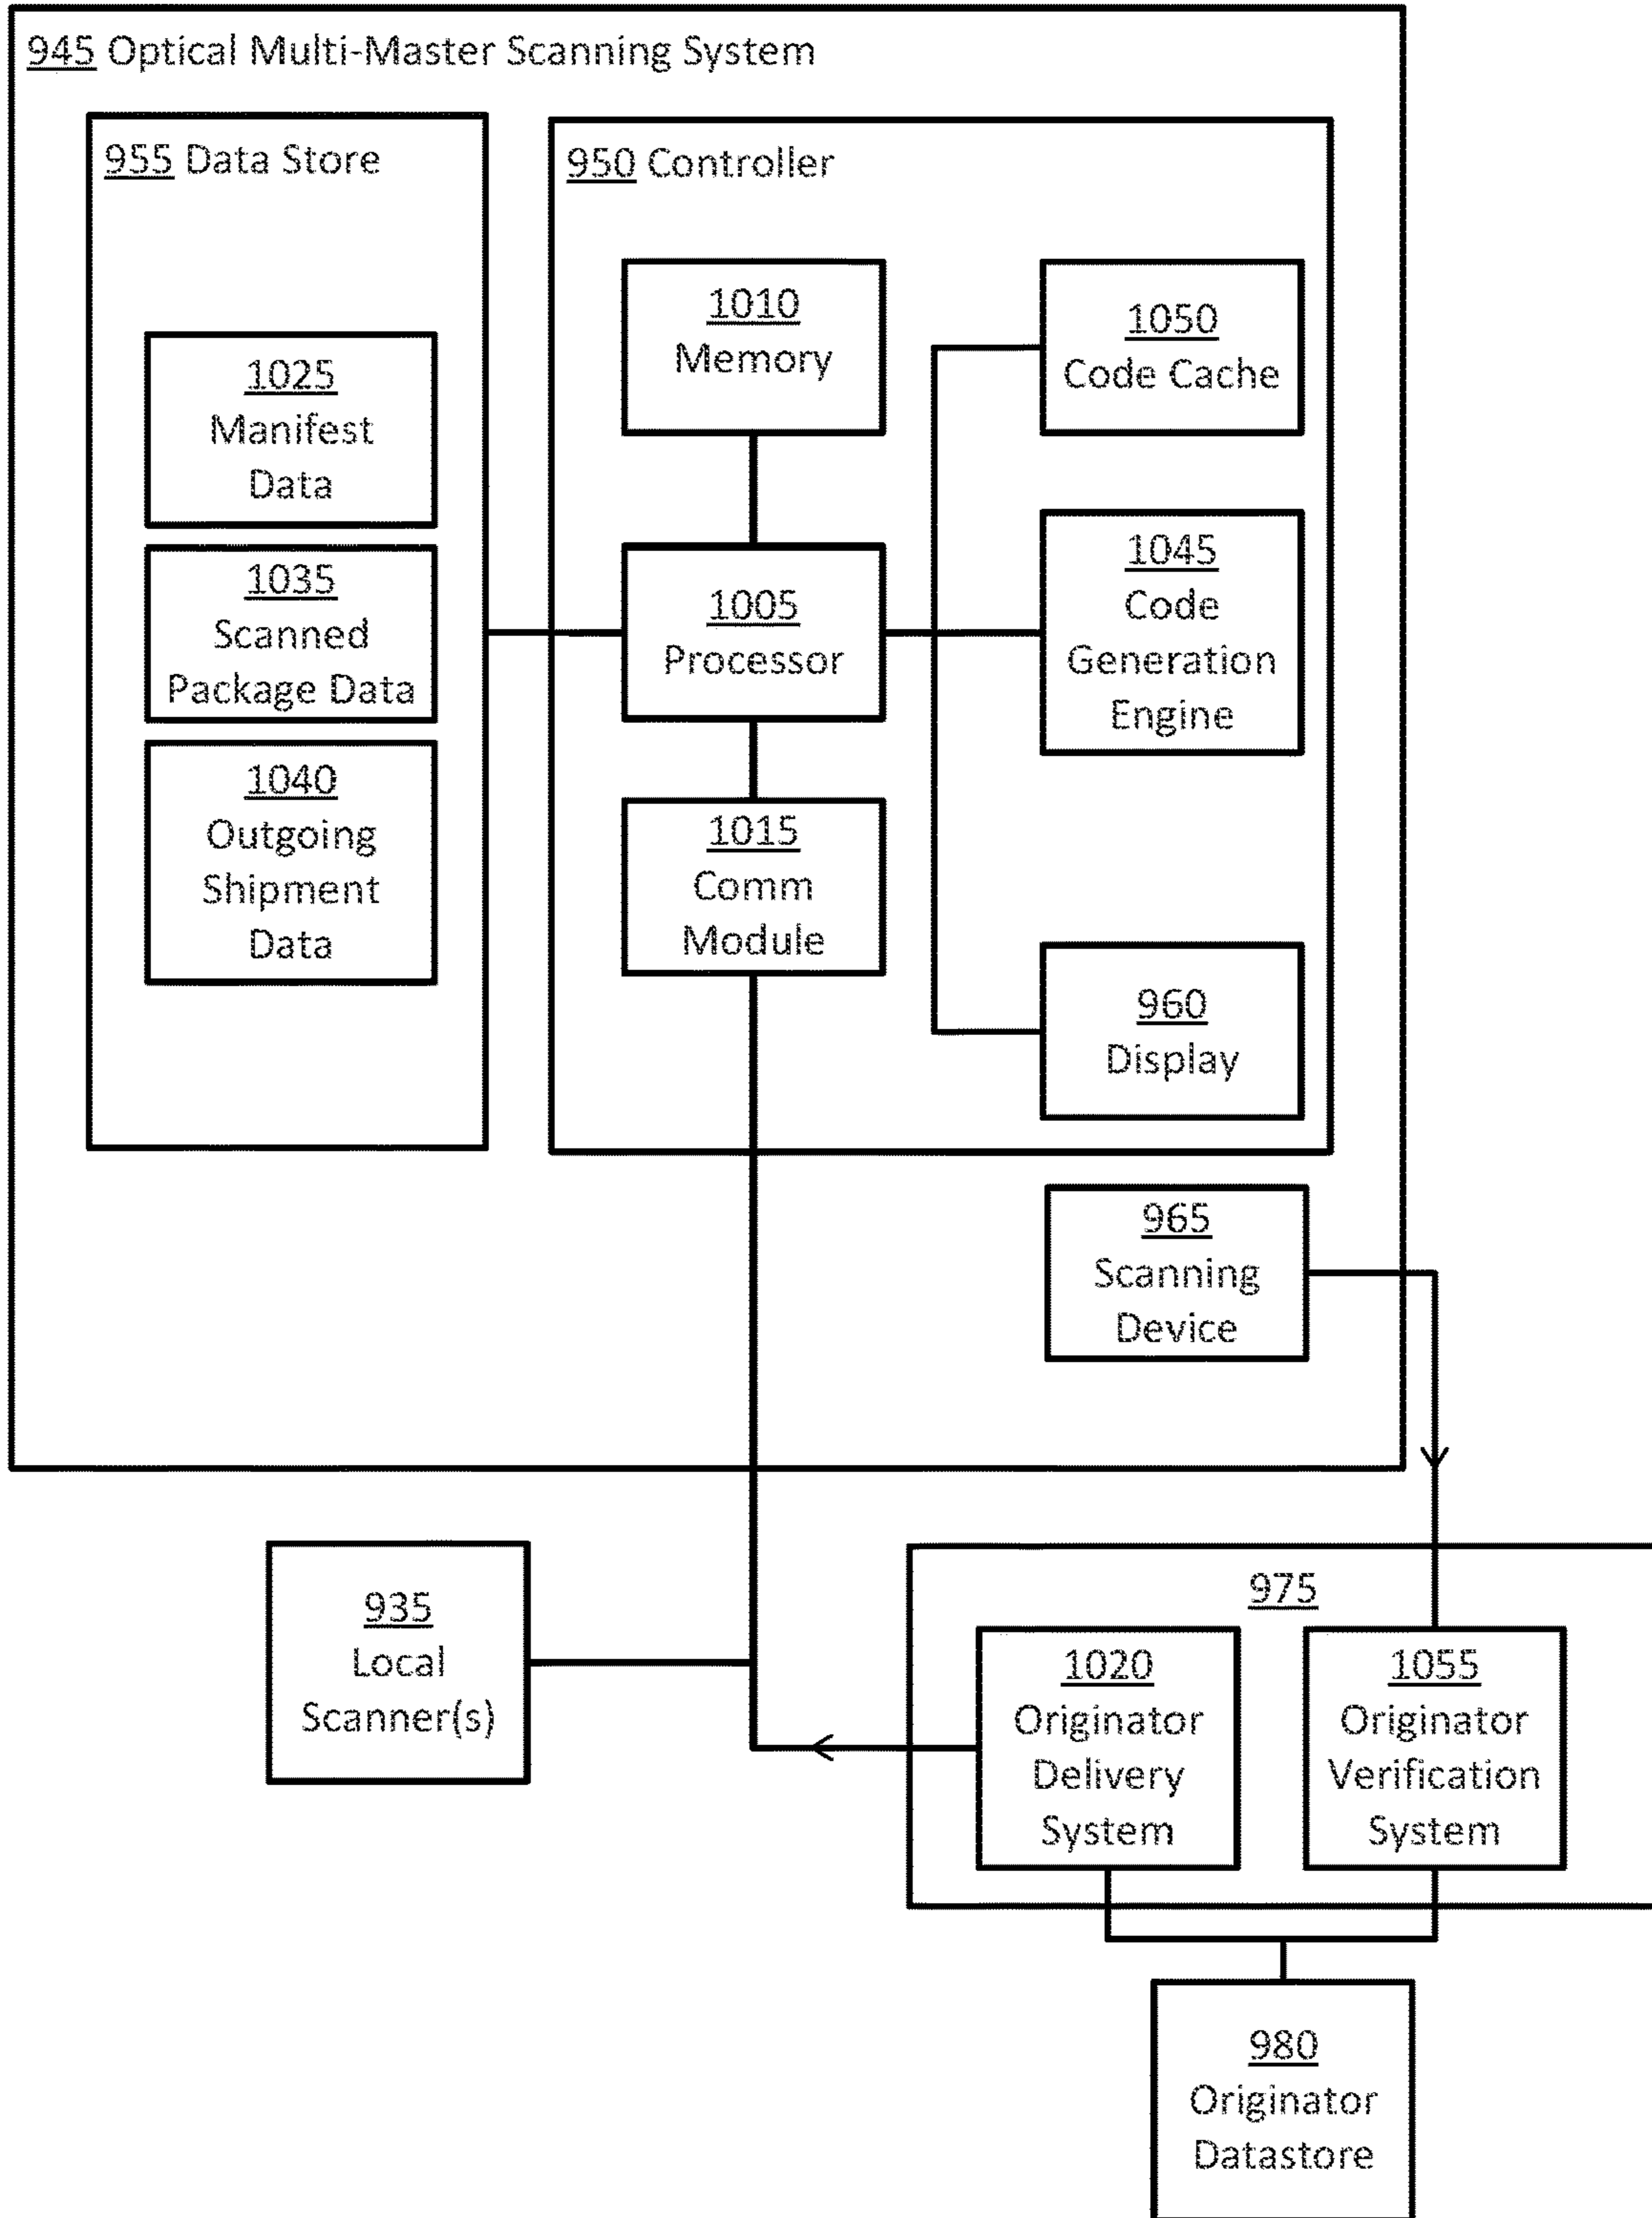 945 Optical Multi-Master Scanning System
955 Data Store
950 Controller
1025
Manifest
Data
1035
Scanned
Package Data
1040
Outgoing
Shipment
Data
1010
Memory
1005
Processor
1015
Comm
Module
1050
Code Cache
1045
Code
Generation
Engine
960
Display
965
Scanning
Device
935
Local
Scanner(s)
975
1020
Originator
Delivery
System
1055
Originator
Verification
System
980
Originator
Datastore